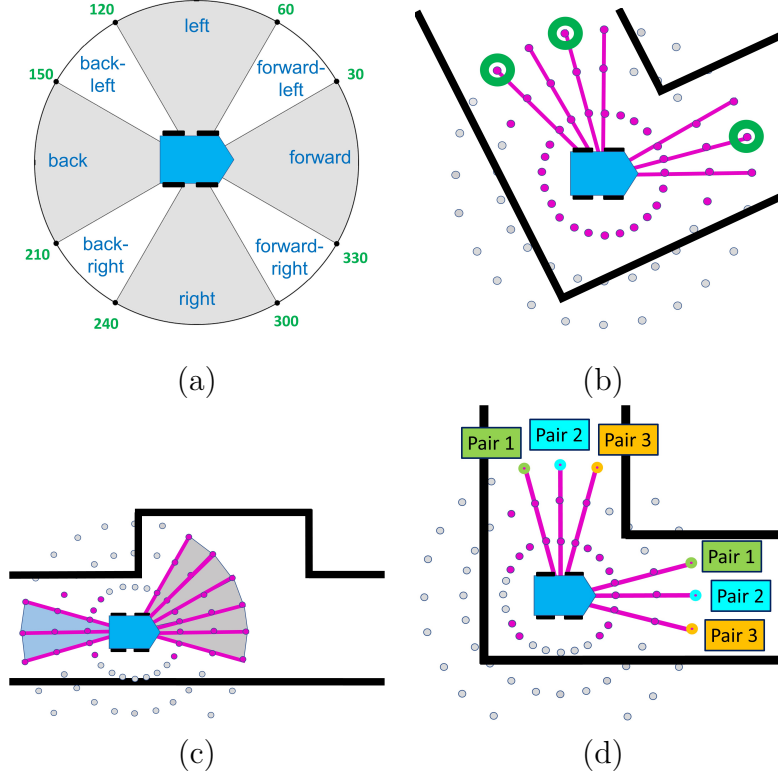 120
60
left
back-
left
forward-
left
150
30
back
forward
210
back-
right
forward-
right
330
right
240
300
(a)
(b)
Pair 1
Pair 2
Pair 3
Pair 1
Pair 2
Pair 3
(c)
(d)